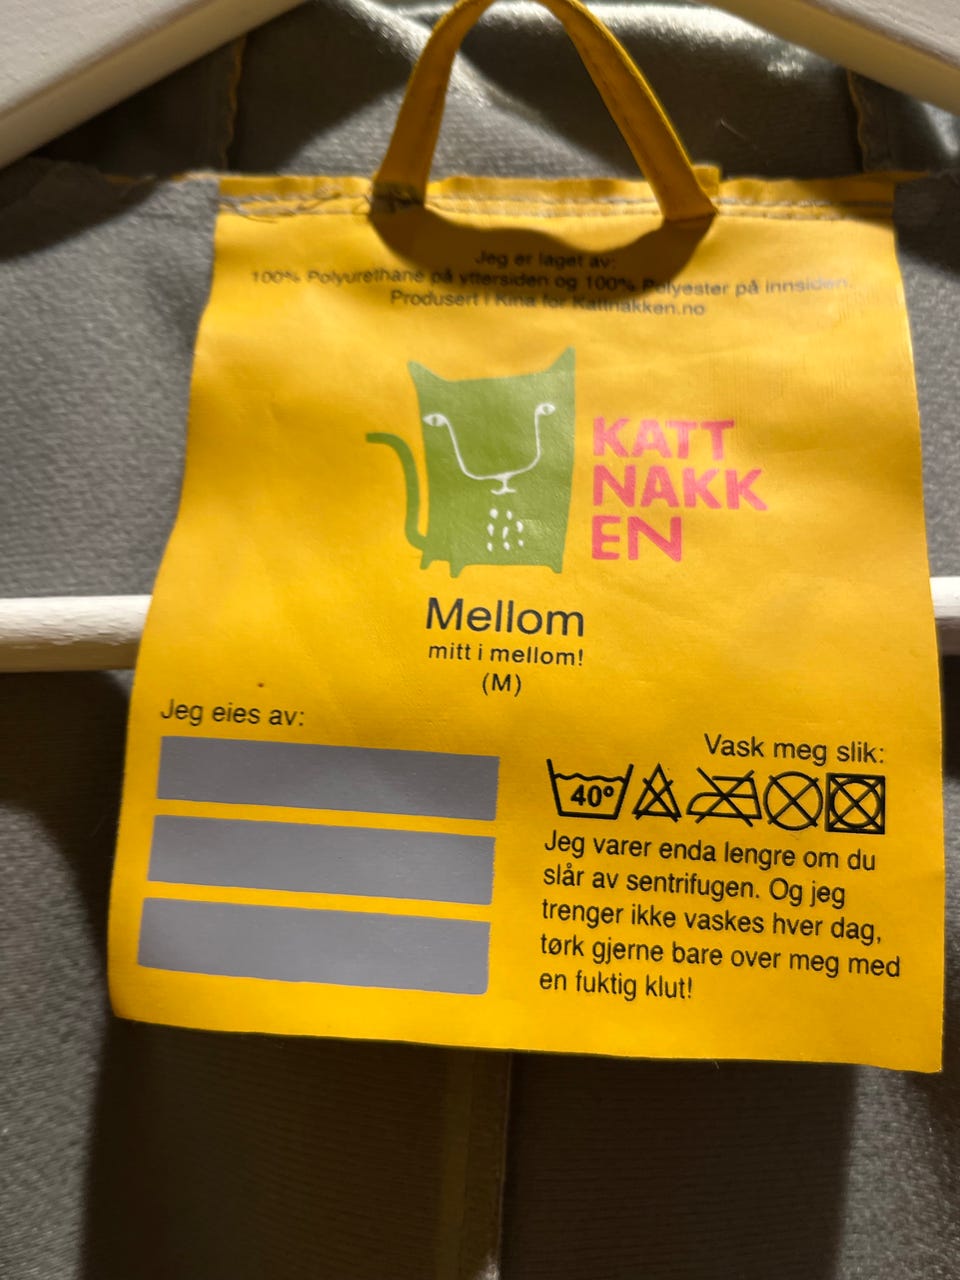 Jeg er laget av:
100% Polyurethane på yttersiden og 100% Polyester på innsiden.
Produsert i Kina for Kattnakken.no
KATT
NAKK
EN
Mellom
mitt i mellom!
(M)
Jeg eies av:
Vask meg slik:
40°
Jeg varer enda lengre om du
slår av sentrifugen. Og jeg
trenger ikke vaskes hver dag,
tørk gjerne bare over meg med
en fuktig klut!